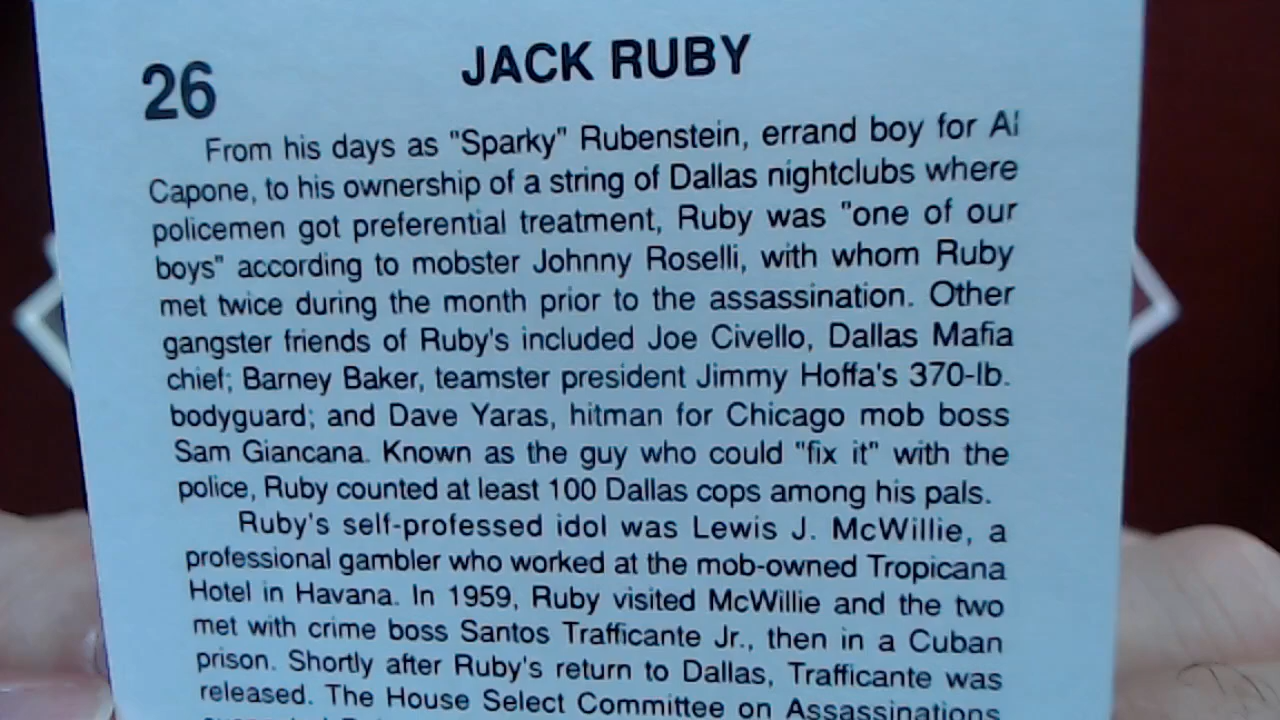 26
JACK RUBY
From his days as "Sparky" Rubenstein, errand boy for Al
Capone, to his ownership of a string of Dallas nightclubs where
policemen got preferential treatment, Ruby was "one of our
boys" according to mobster Johnny Roselli, with whom Ruby
met twice during the month prior to the assassination. Other
gangster friends of Ruby's included Joe Civello, Dallas Mafia
chief; Barney Baker, teamster president Jimmy Hoffa's 370-lb.
bodyguard; and Dave Yaras, hitman for Chicago mob boss
Sam Giancana. Known as the guy who could "fix it" with the
police, Ruby counted at least 100 Dallas cops among his pals.
Ruby's self-professed idol was Lewis J. McWillie, a
professional gambler who worked at the mob-owned Tropicana
Hotel in Havana. In 1959, Ruby visited McWillie and the two
met with crime boss Santos Trafficante Jr., then in a Cuban
prison. Shortly after Ruby's return to Dallas, Trafficante was
released. The House Select Committee on Assassinations